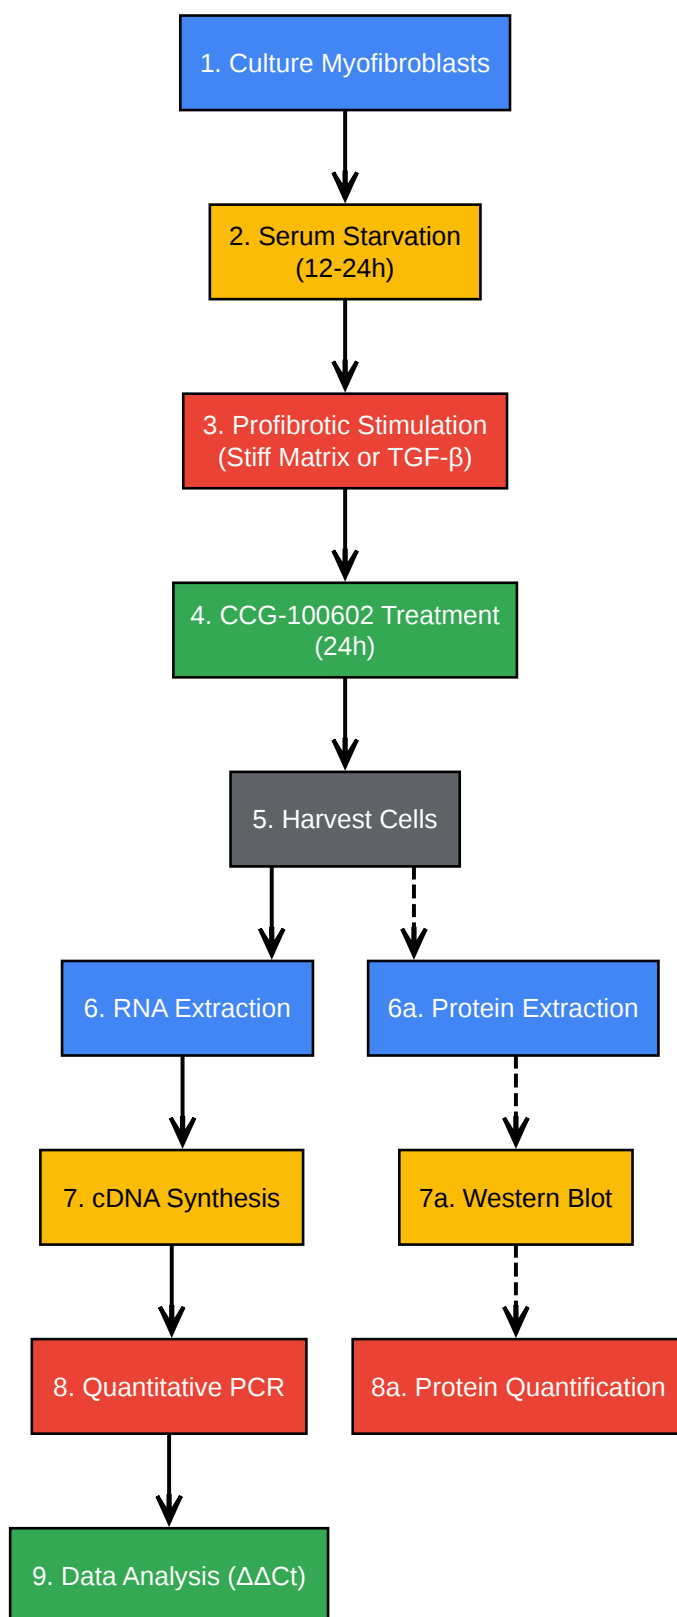 1. Culture Myofibroblasts
2. Serum Starvation
(12-24h)
3. Profibrotic Stimulation
(Stiff Matrix or TGF-β)
4. CCG-100602 Treatment
(24h)
5. Harvest Cells
6. RNA Extraction
6a. Protein Extraction
7. cDNA Synthesis
7a. Western Blot
8. Quantitative PCR
8a. Protein Quantification
9. Data Analysis (ΔΔCt)